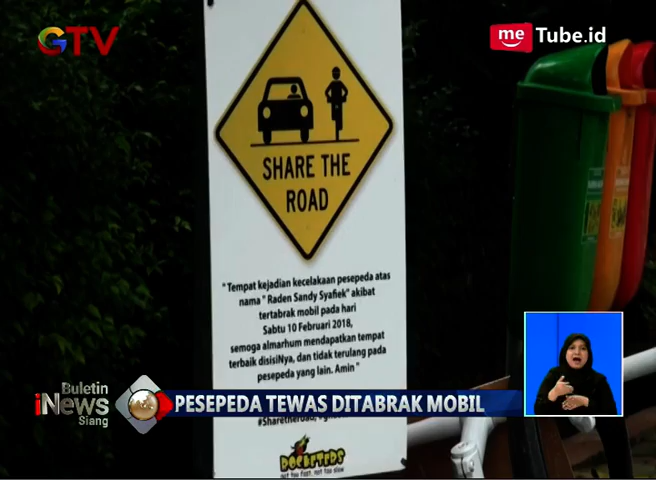 GTV
me Tube.id
SHARE THE
ROAD
" Tempat kejadian kecelakaan pesepeda atas
nama " Raden Sandy Syafiek" akibat
tertabrak mobil pada hari
Sabtu 10 Februari 2018,
semoga almarhum mendapatkan tempat
terbaik disisiNya, dan tidak terulang pada
pesepeda yang lain. Amin "
Buletin
iNews
Siang
PESEPEDA TEWAS DITABRAK MOBIL
#Sharetheroad,
ROCKETERS
not too fast, not too slow